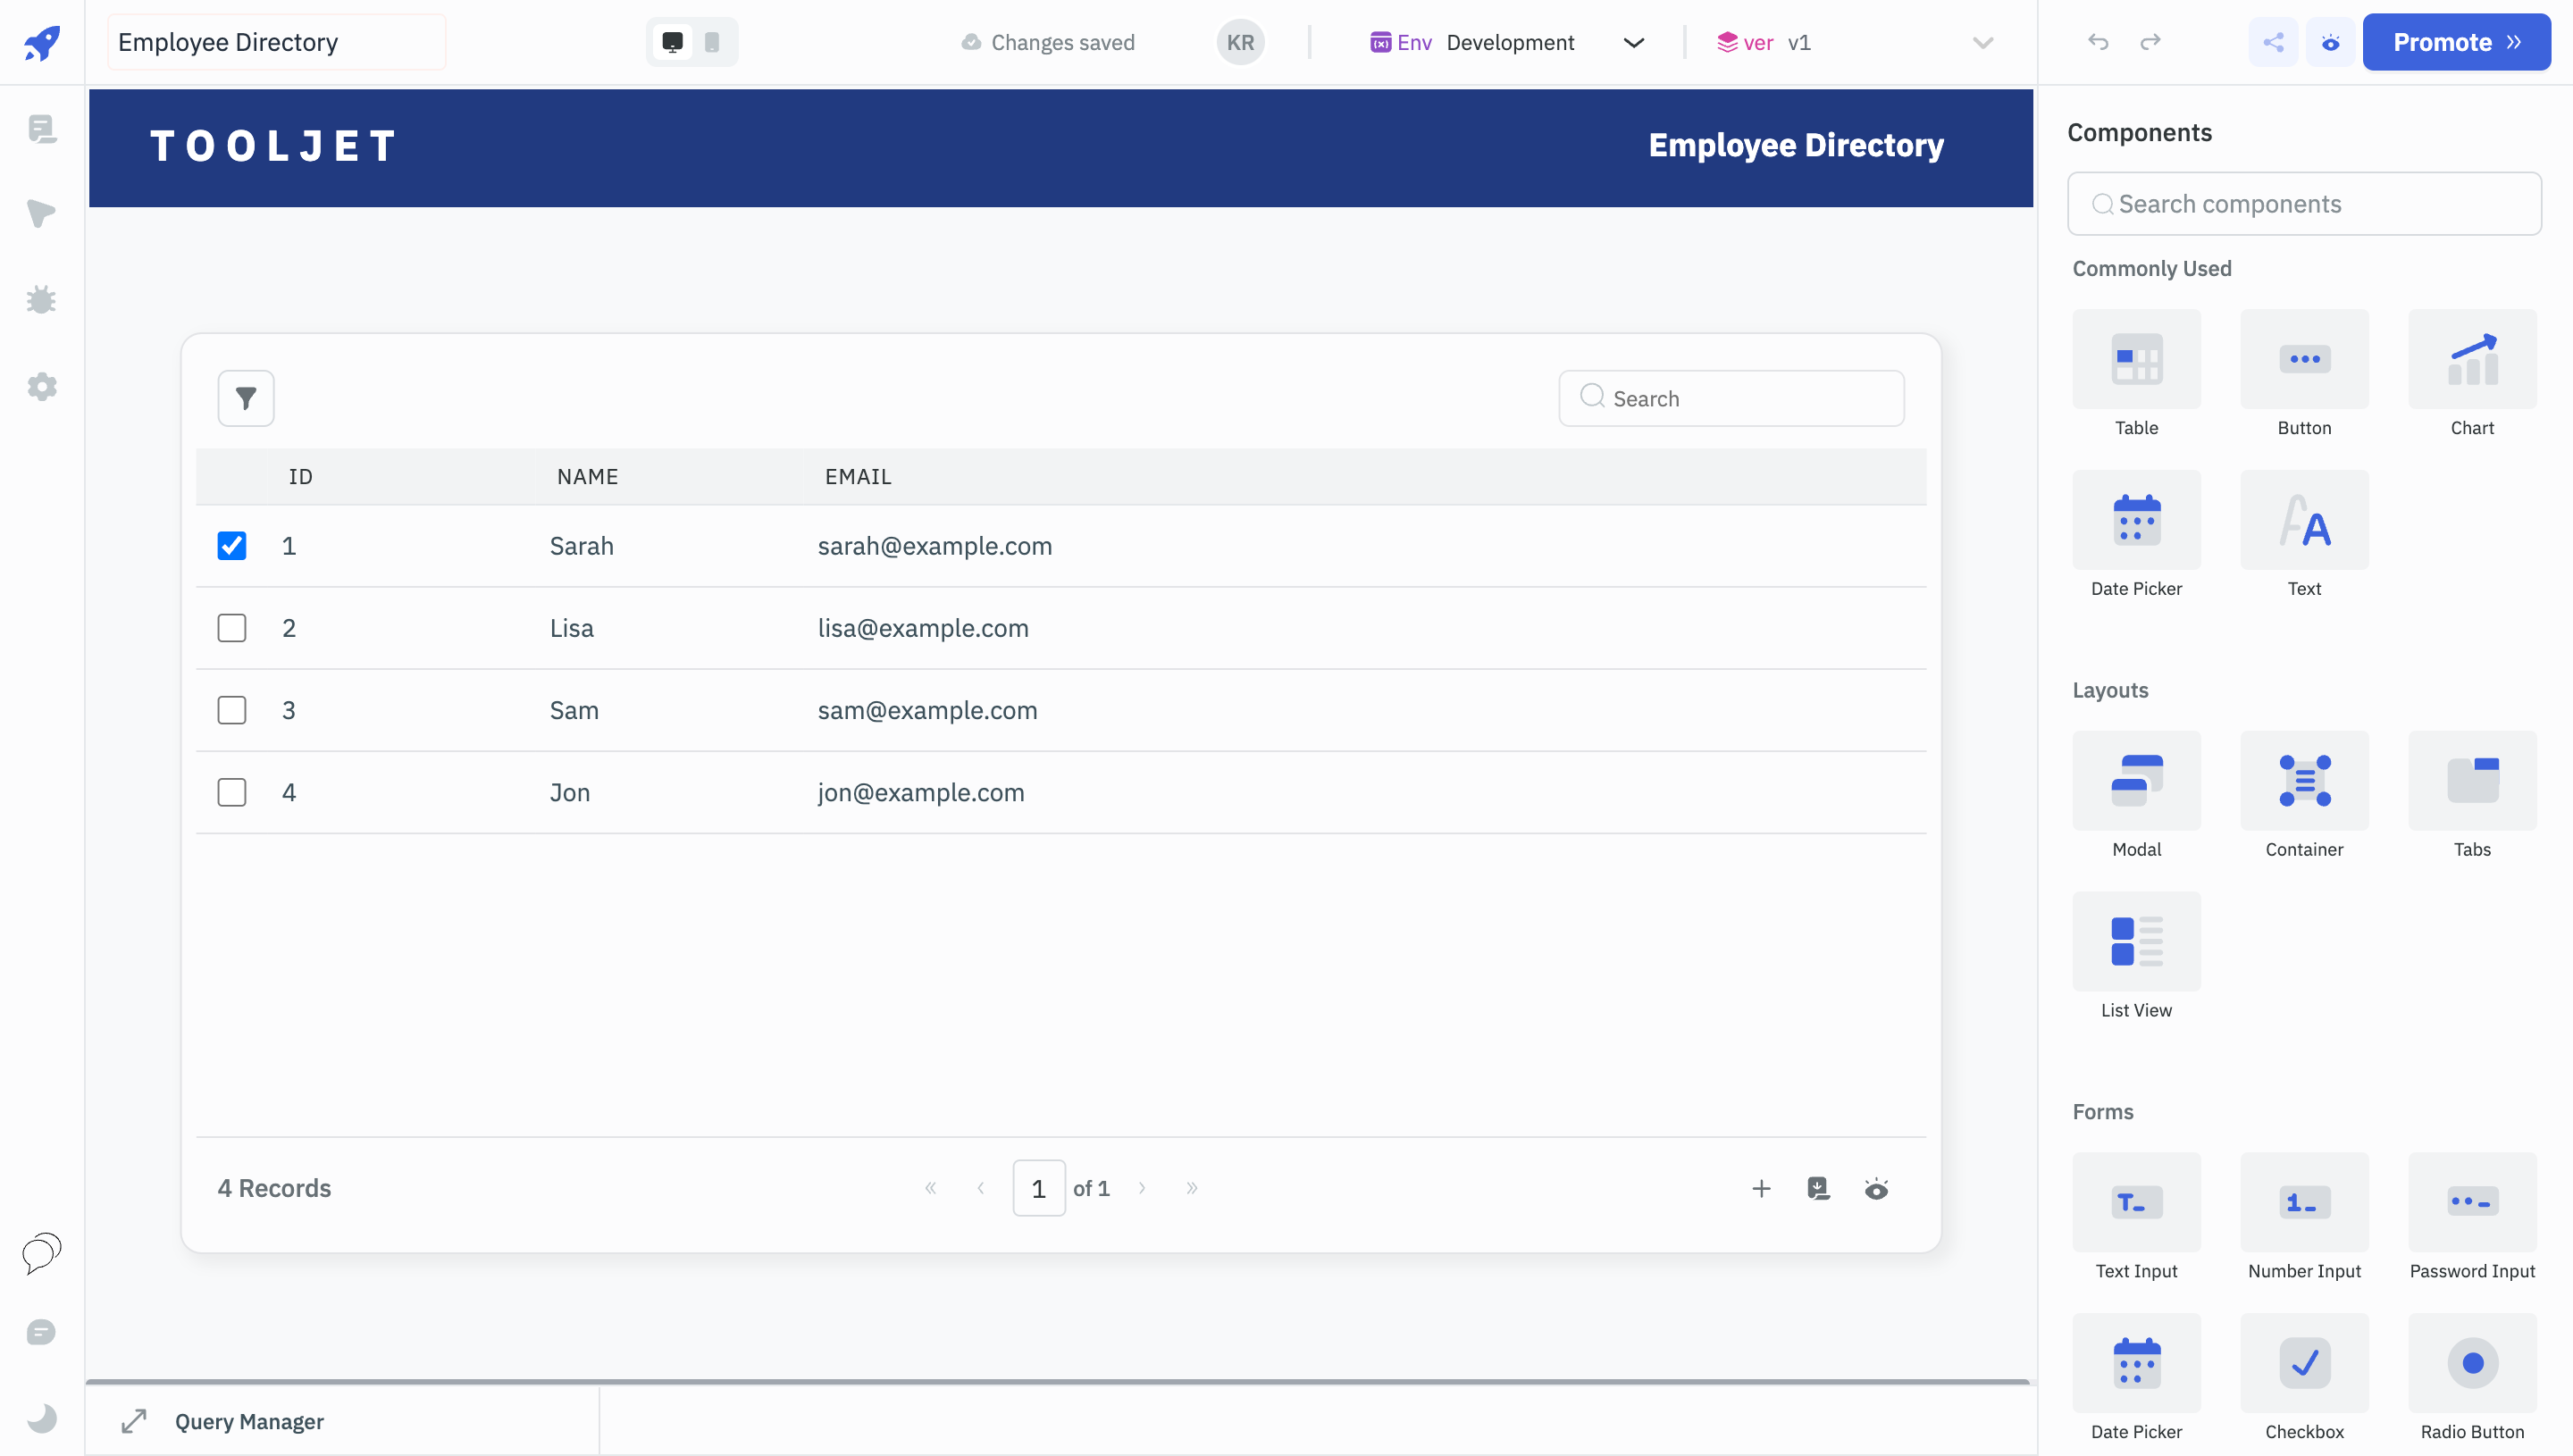 Employee Directory
Changes saved
KR
Env Development
ver v1
Promote
TOOLJET
Employee Directory
Search
ID NAME EMAIL
1 Sarah sarah@example.com
2 Lisa lisa@example.com
3 Sam sam@example.com
4 Jon jon@example.com
4 Records
1 of 1
Query Manager
Components
Search components
Commonly Used
Table Button Chart
Date Picker Text
Layouts
Modal Container Tabs
List View
Forms
Text Input Number Input Password Input
Date Picker Checkbox Radio Button